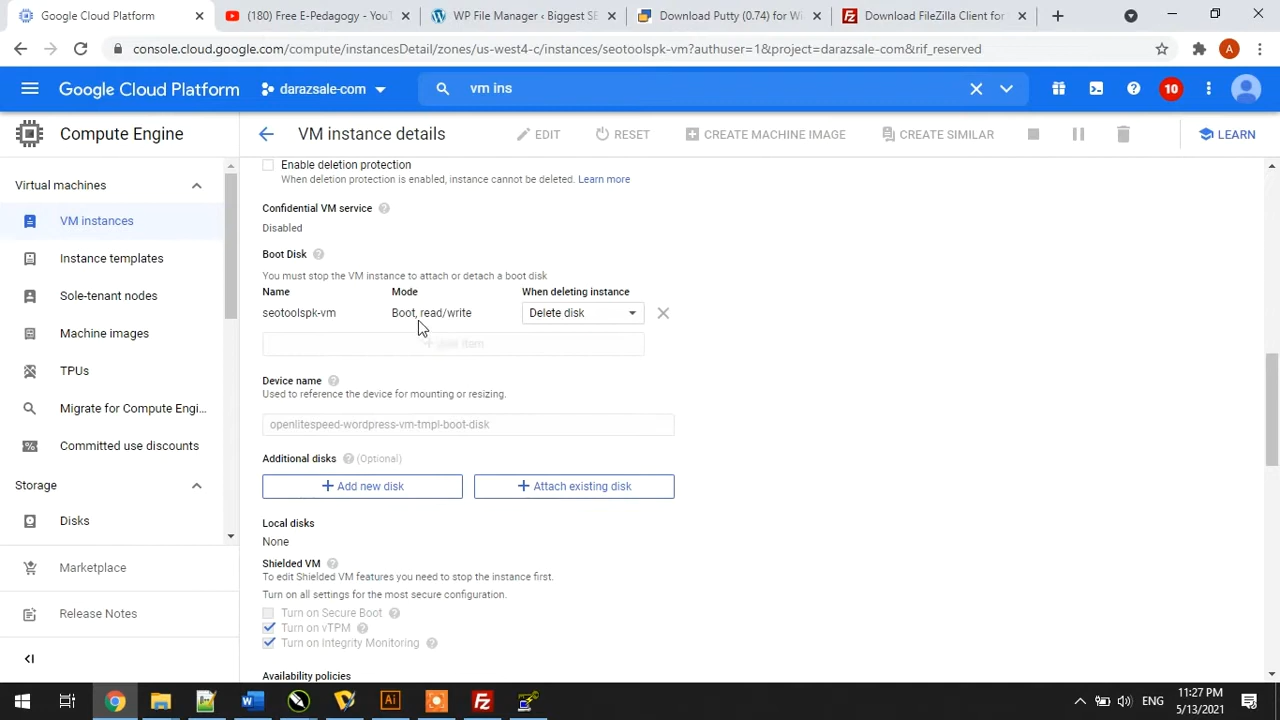 Google Cloud Platform
(180) Free E-Pedagogy - YouT
WP File Manager ‹ Biggest SE
Download Putty (0.74) for Wi
Download FileZilla Client for
console.cloud.google.com/compute/instancesDetail/zones/us-west4-c/instances/seotoolspk-vm?authuser=1&project=darazsale-com&rif_reserved
A
Google Cloud Platform
darazsale-com
vm ins
10
Compute Engine
VM instance details
EDIT
RESET
CREATE MACHINE IMAGE
CREATE SIMILAR
LEARN
Virtual machines
VM instances
Instance templates
Sole-tenant nodes
Machine images
TPUs
Migrate for Compute Engi...
Committed use discounts
Storage
Disks
Marketplace
Release Notes
Enable deletion protection
When deletion protection is enabled, instance cannot be deleted. Learn more
Confidential VM service
Disabled
Boot Disk
You must stop the VM instance to attach or detach a boot disk
Name Mode When deleting instance
seotoolspk-vm Boot, read/write Delete disk
+ Add item
Device name
Used to reference the device for mounting or resizing.
openlitespeed-wordpress-vm-tmpl-boot-disk
Additional disks (Optional)
+ Add new disk
+ Attach existing disk
Local disks
None
Shielded VM
To edit Shielded VM features you need to stop the instance first.
Turn on all settings for the most secure configuration.
Turn on Secure Boot
Turn on vTPM
Turn on Integrity Monitoring
Availability policies
ENG
11:27 PM
5/13/2021